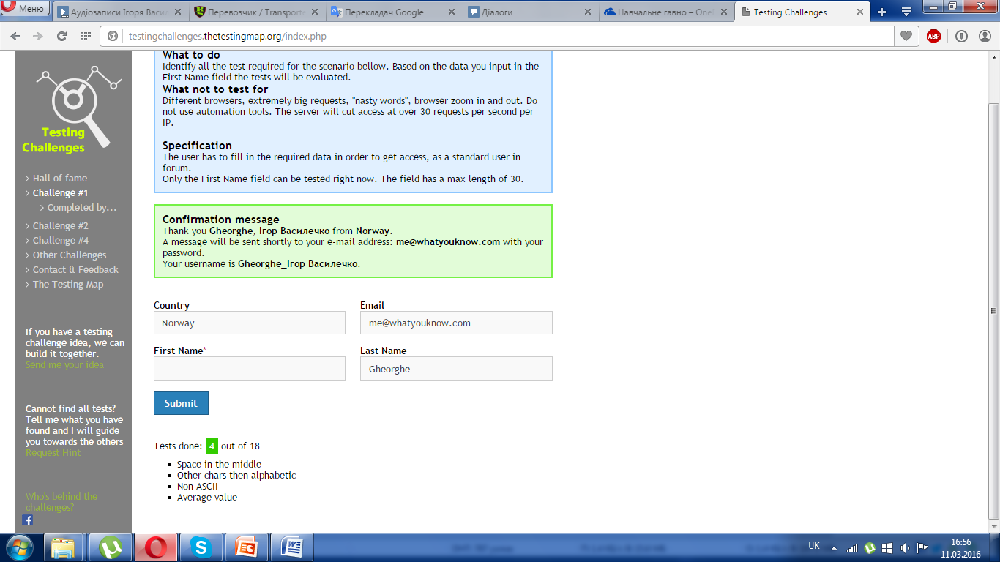 Меню
Аудіозаписи Ігоря Васил
Перевозчик / Transporte
Перекладач Google
Діалоги
Навчальне гавно – OneD
Testing Challenges
testingchallenges.thetestingmap.org/index.php
ABP
Testing
Challenges
Hall of fame
Challenge #1
Completed by...
Challenge #2
Challenge #4
Other Challenges
Contact & Feedback
The Testing Map
If you have a testing
challenge idea, we can
build it together.
Send me your idea
Cannot find all tests?
Tell me what you have
found and I will guide
you towards the others
Request Hint
Who's behind the
challenges?
What to do
Identify all the test required for the scenario bellow. Based on the data you input in the
First Name field the tests will be evaluated.
What not to test for
Different browsers, extremely big requests, "nasty words", browser zoom in and out. Do
not use automation tools. The server will cut access at over 30 requests per second per
IP.
Specification
The user has to fill in the required data in order to get access, as a standard user in
forum.
Only the First Name field can be tested right now. The field has a max length of 30.
Confirmation message
Thank you Gheorghe, Ігор Василечко from Norway.
A message will be sent shortly to your e-mail address: me@whatyouknow.com with your
password.
Your username is Gheorghe_Ігор Василечко.
Country
Email
Norway
me@whatyouknow.com
First Name*
Last Name
Gheorghe
Submit
Tests done: 4 out of 18
Space in the middle
Other chars then alphabetic
Non ASCII
Average value
UK
16:56
11.03.2016